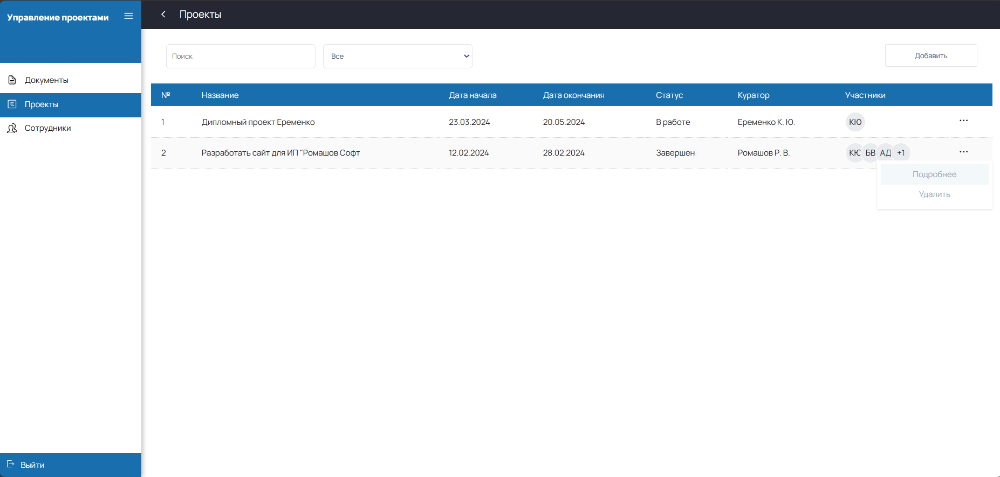 Управление проектами
Проекты
Документы
Проекты
Сотрудники
Выйти
Поиск
Все
Добавить
№ Название Дата начала Дата окончания Статус Куратор Участники
1 Дипломный проект Еременко 23.03.2024 20.05.2024 В работе Еременко К. Ю. КЮ ...
2 Разработать сайт для ИП "Ромашов Софт 12.02.2024 28.02.2024 Завершен Ромашов Р. В. КЮ БВ АД +1 ...
Подробнее
Удалить